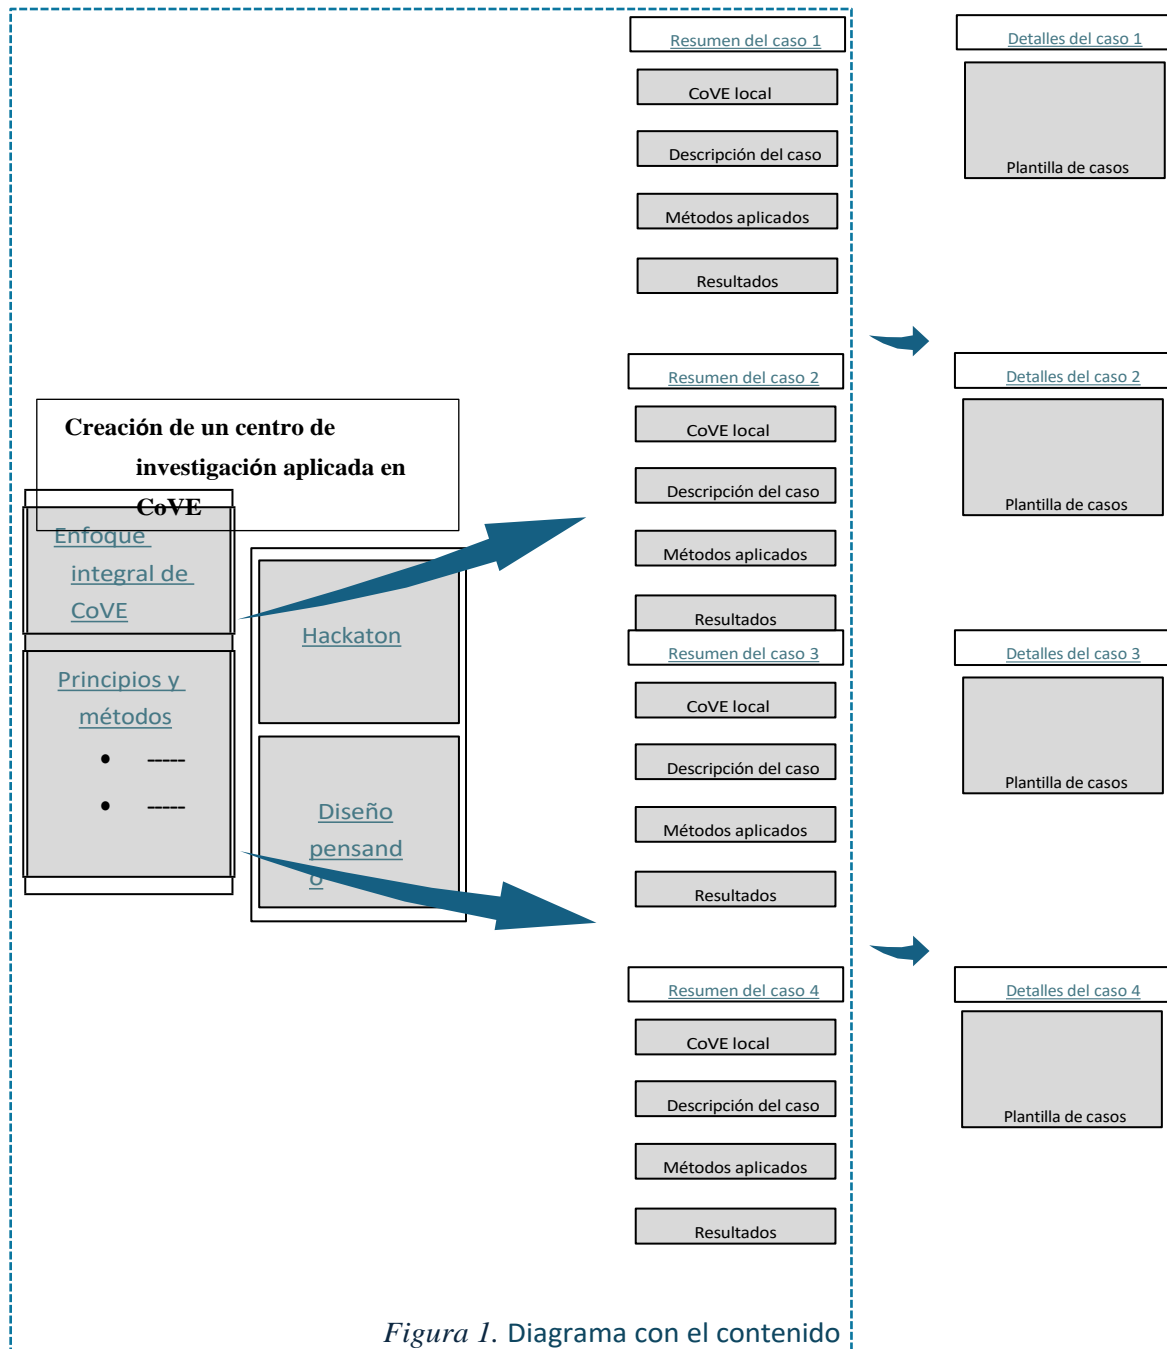 Creación de un centro de
investigación aplicada en
CoVE
Enfoque
integral de
CoVE
Principios y
métodos
• -----
• -----
Hackaton
Diseño
pensand
o
Resumen del caso 1
CoVE local
Descripción del caso
Métodos aplicados
Resultados
Resumen del caso 2
CoVE local
Descripción del caso
Métodos aplicados
Resultados
Resumen del caso 3
CoVE local
Descripción del caso
Métodos aplicados
Resultados
Resumen del caso 4
CoVE local
Descripción del caso
Métodos aplicados
Resultados
Detalles del caso 1
Plantilla de casos
Detalles del caso 2
Plantilla de casos
Detalles del caso 3
Plantilla de casos
Detalles del caso 4
Plantilla de casos
Figura 1. Diagrama con el contenido